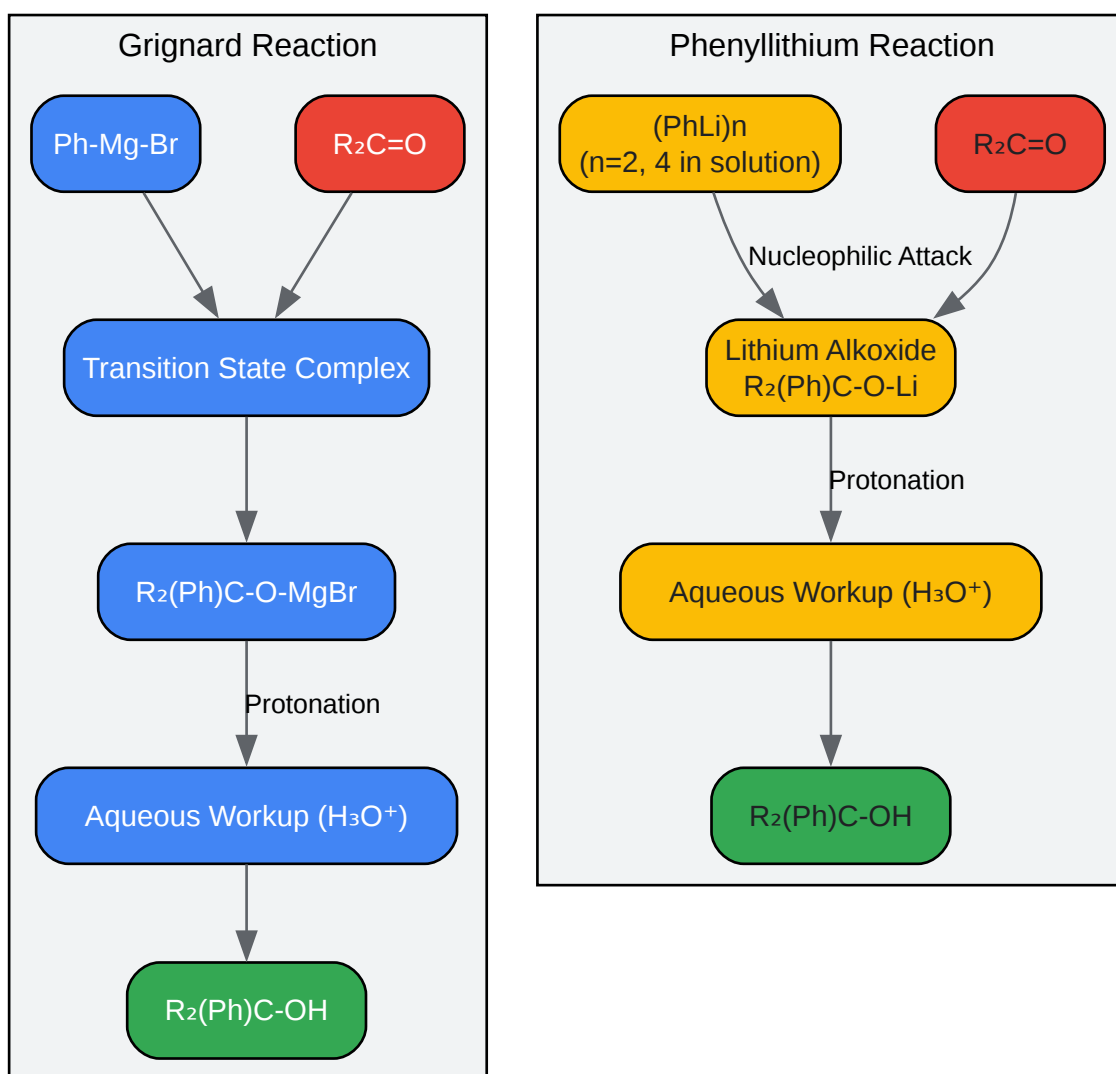 Grignard Reaction
Ph-Mg-Br
R₂C=O
Transition State Complex
R₂(Ph)C-O-MgBr
Protonation
Aqueous Workup (H₃O⁺)
R₂(Ph)C-OH
Phenyllithium Reaction
(PhLi)n
(n=2, 4 in solution)
R₂C=O
Nucleophilic Attack
Lithium Alkoxide
R₂(Ph)C-O-Li
Protonation
Aqueous Workup (H₃O⁺)
R₂(Ph)C-OH